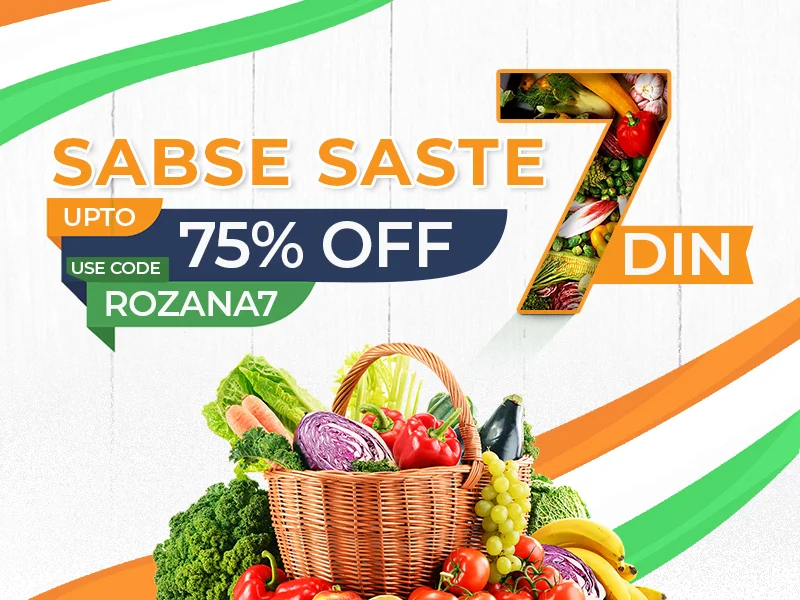 SABSE SASTE 7 DIN
UPTO
75% OFF
USE CODE
ROZANA7